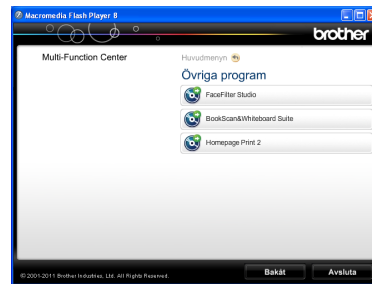 Macromedia Flash Player 8
brother
Multi-Function Center
Huvudmenyn
Övriga program
FaceFilter Studio
BookScan&Whiteboard Suite
Homepage Print 2
© 2001-2011 Brother Industries, Ltd. All Rights Reserved.
Bakåt
Avsluta